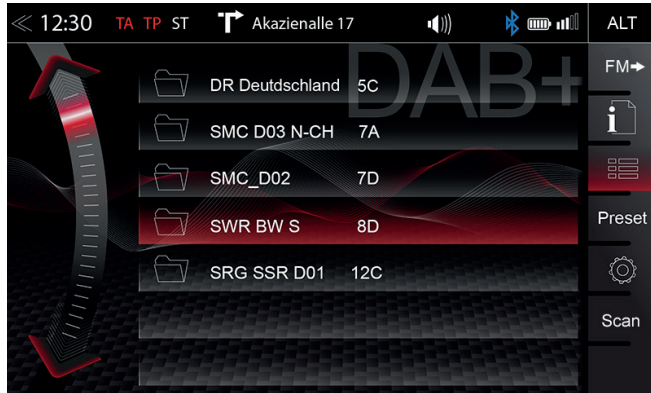 12:30 TA TP ST Akazienalle 17 ALT
DAB+
FM
DR Deutdschland 5C
i
SMC D03 N-CH 7A
SMC_D02 7D
SWR BW S 8D
Preset
SRG SSR D01 12C
Scan